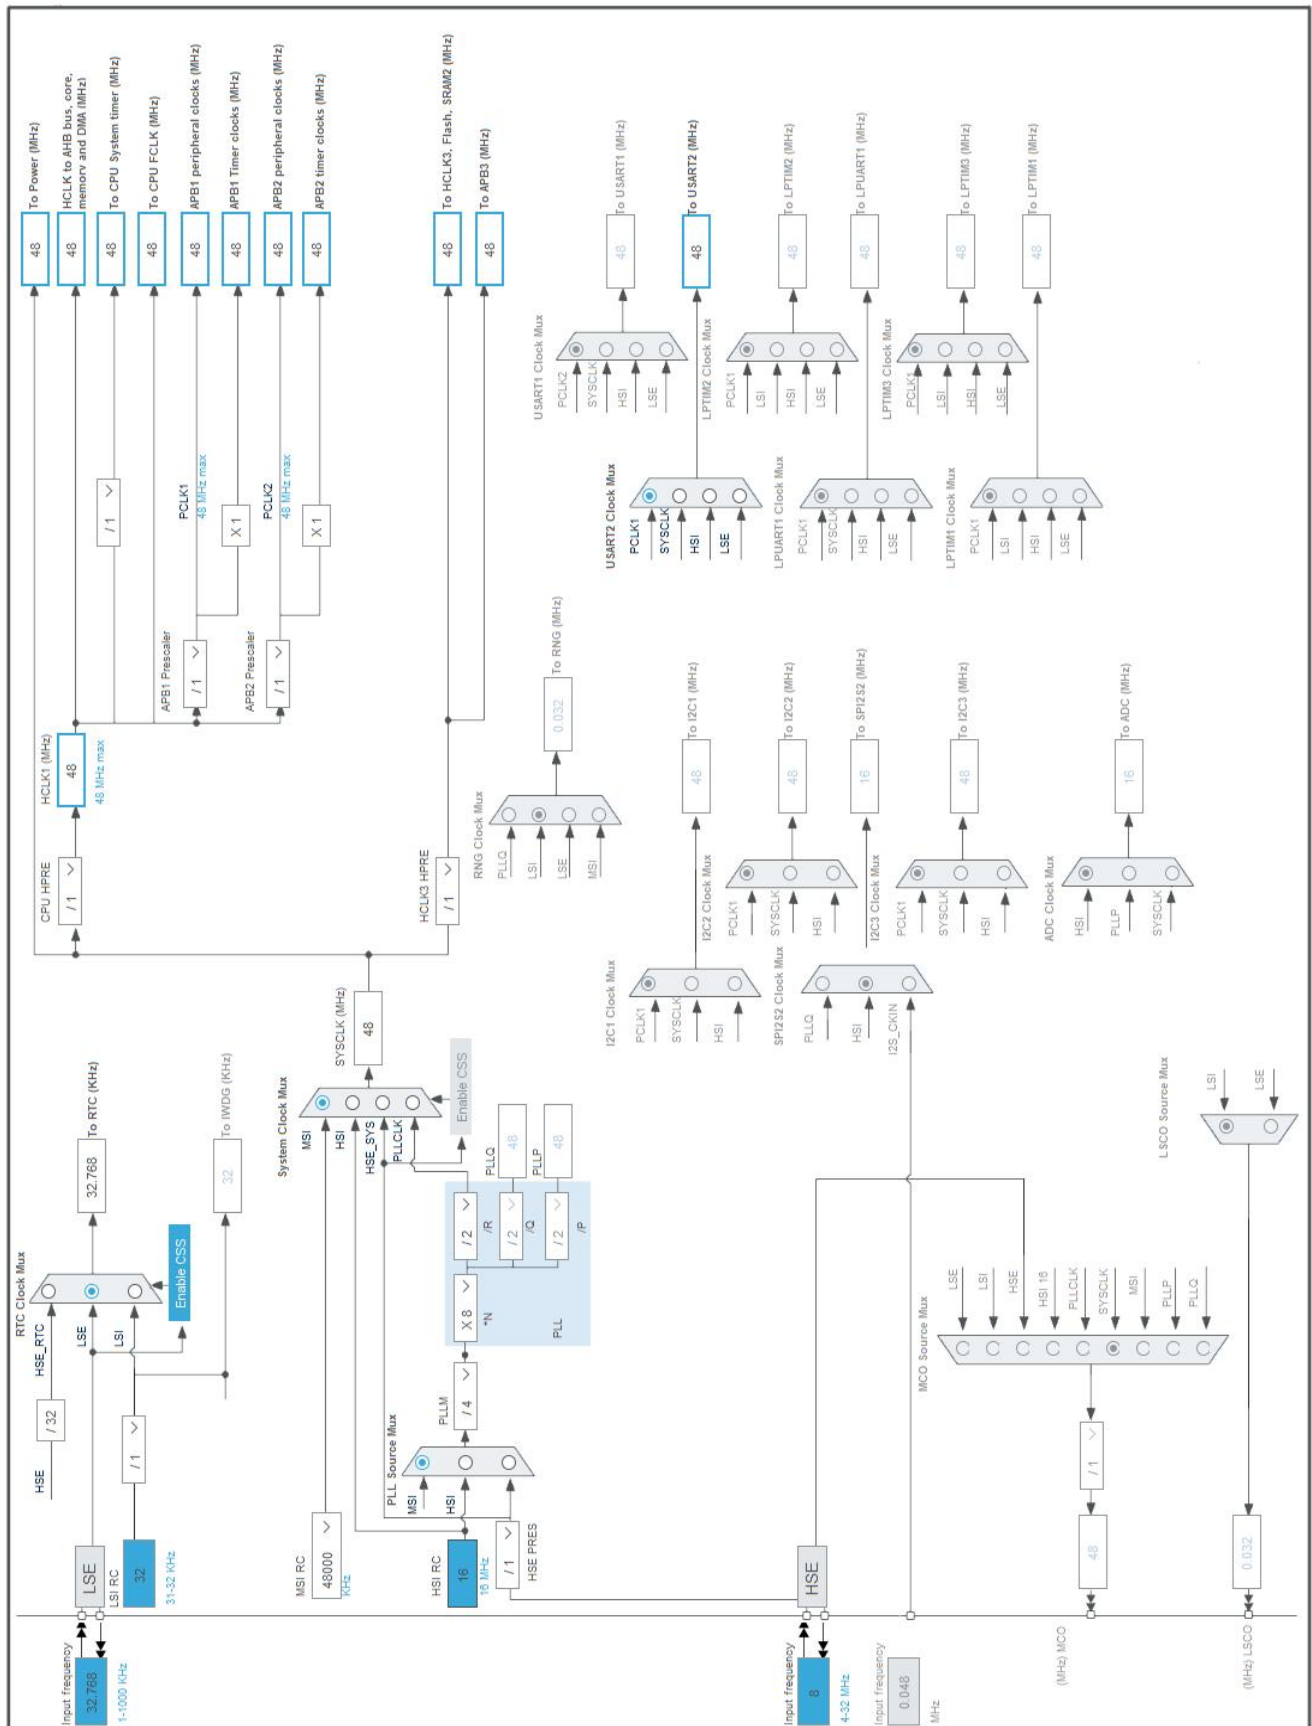 Input frequency
32.768
1-1000 KHz
LSE
LSI RC
32
31-32 KHz
HSE
/ 32
HSE_RTC
/ 1
LSE
LSI
RTC Clock Mux
Enable CSS
32.768
To RTC (KHz)
32
To IWDG (KHz)
MSI RC
48000
KHz
HSI RC
16
16 MHz
/ 1
HSE PRES
PLL Source Mux
MSI
HSI
PLLM
/ 4
X 8
*N
PLL
/ 2
/R
/ 2
/Q
/ 2
/P
PLLQ
48
PLLP
48
System Clock Mux
MSI
HSI
HSE_SYS
PLLCLK
Enable CSS
SYSCLK (MHz)
48
CPU HPRE
/ 1
HCLK1 (MHz)
48
48 MHz max
HCLK3 HPRE
/ 1
/ 1
APB1 Prescaler
/ 1
PCLK1
48 MHz max
X 1
APB2 Prescaler
/ 1
PCLK2
48 MHz max
X 1
48
To Power (MHz)
48
HCLK to AHB bus, core,
memory and DMA (MHz)
48
To CPU System timer (MHz)
48
To CPU FCLK (MHz)
48
APB1 peripheral clocks (MHz)
48
APB1 Timer clocks (MHz)
48
APB2 peripheral clocks (MHz)
48
APB2 timer clocks (MHz)
48
To HCLK3, Flash, SRAM2 (MHz)
48
To APB3 (MHz)
RNG Clock Mux
PLLQ
LSI
LSE
MSI
0.032
To RNG (MHz)
USART1 Clock Mux
PCLK2
SYSCLK
HSI
LSE
48
To USART1 (MHz)
USART2 Clock Mux
PCLK1
SYSCLK
HSI
LSE
48
To USART2 (MHz)
LPTIM2 Clock Mux
PCLK1
LSI
HSI
LSE
48
To LPTIM2 (MHz)
LPUART1 Clock Mux
PCLK1
SYSCLK
HSI
LSE
48
To LPUART1 (MHz)
LPTIM3 Clock Mux
PCLK1
LSI
HSI
LSE
48
To LPTIM3 (MHz)
LPTIM1 Clock Mux
PCLK1
LSI
HSI
LSE
48
To LPTIM1 (MHz)
I2C1 Clock Mux
PCLK1
SYSCLK
HSI
48
To I2C1 (MHz)
I2C2 Clock Mux
PCLK1
SYSCLK
HSI
48
To I2C2 (MHz)
SPI2S2 Clock Mux
PLLQ
HSI
I2S_CKIN
16
To SPI2S2 (MHz)
I2C3 Clock Mux
PCLK1
SYSCLK
HSI
48
To I2C3 (MHz)
ADC Clock Mux
HSI
PLLP
SYSCLK
16
To ADC (MHz)
Input frequency
8
4-32 MHz
HSE
Input frequency
0.048
MHz
MCO Source Mux
LSE
LSI
HSE
HSI 16
PLLCLK
SYSCLK
MSI
PLLP
PLLQ
/ 1
48
(MHz) MCO
LSCO Source Mux
LSI
LSE
0.032
(MHz) LSCO